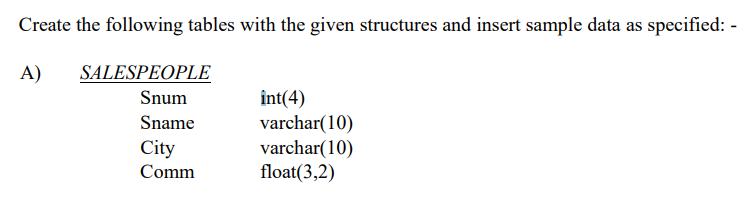 Create the following tables with the given structures and insert sample data as specified: -
A) SALESPEOPLE
Snum int(4)
Sname varchar(10)
City varchar(10)
Comm float(3,2)